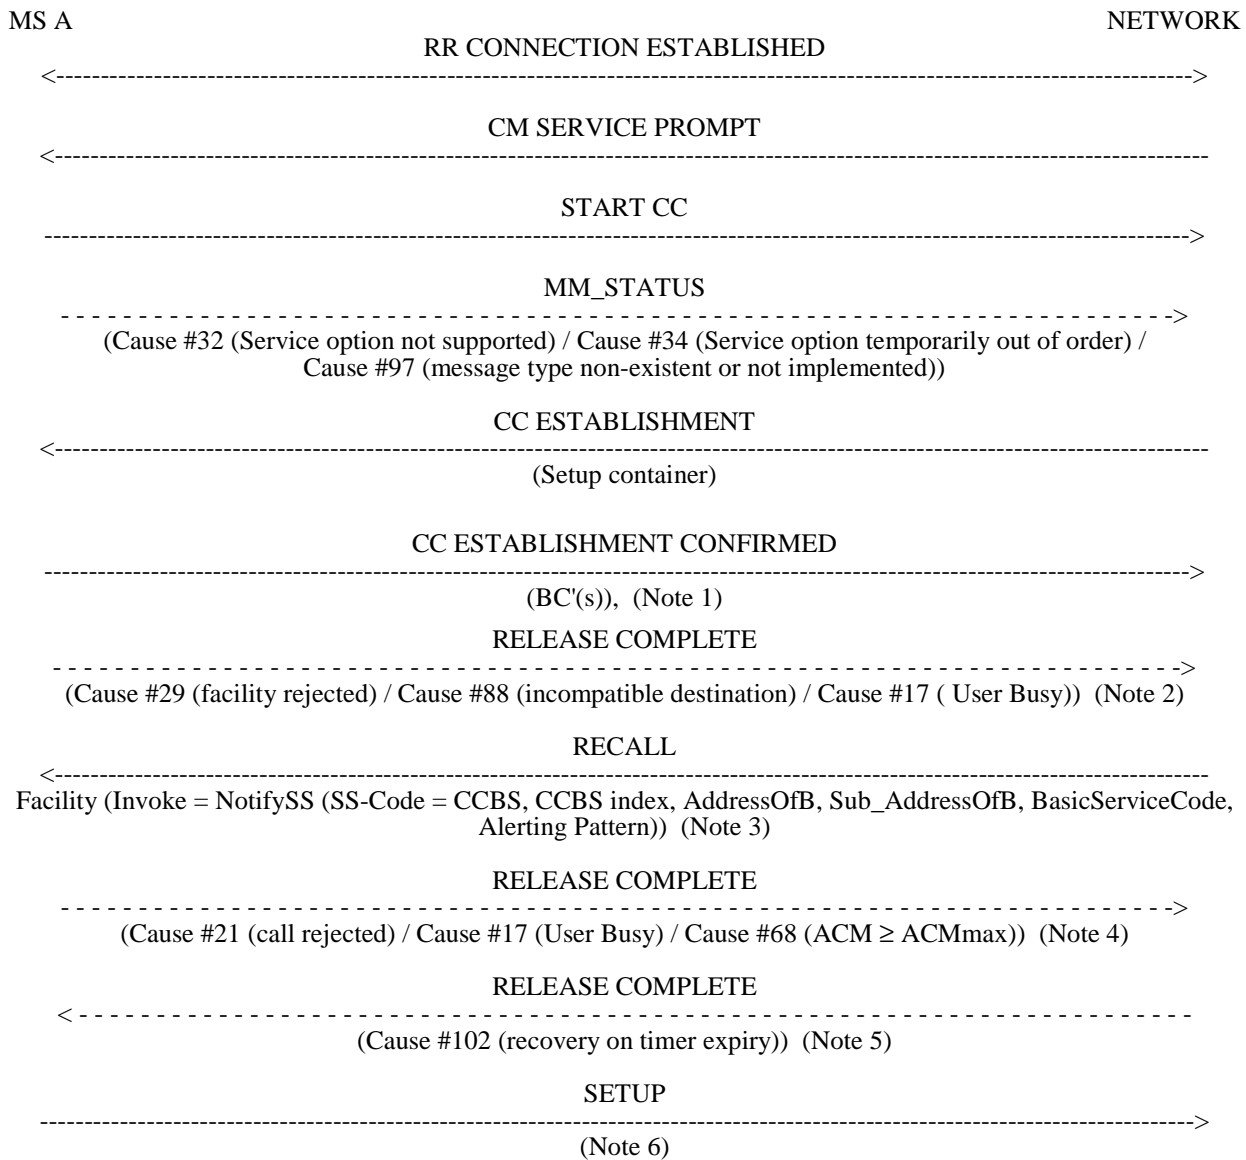 MS A NETWORK
RR CONNECTION ESTABLISHED
<-------------------------------------------------------------------------------------------------------------------------------->
CM SERVICE PROMPT
<----------------------------------------------------------------------------------------------------------------------------------
START CC
--------------------------------------------------------------------------------------------------------------------------------->
MM_STATUS
- - - - - - - - - - - - - - - - - - - - - - - - - - - - - - - - - - - - - - - - - - - - - - - - - - - - - - - - - - - - - - - - - - - - - - - ->
(Cause #32 (Service option not supported) / Cause #34 (Service option temporarily out of order) /
Cause #97 (message type non-existent or not implemented))
CC ESTABLISHMENT
<----------------------------------------------------------------------------------------------------------------------------------
(Setup container)
CC ESTABLISHMENT CONFIRMED
--------------------------------------------------------------------------------------------------------------------------------->
(BC'(s)), (Note 1)
RELEASE COMPLETE
- - - - - - - - - - - - - - - - - - - - - - - - - - - - - - - - - - - - - - - - - - - - - - - - - - - - - - - - - - - - - - - - - - - - - - - - ->
(Cause #29 (facility rejected) / Cause #88 (incompatible destination) / Cause #17 ( User Busy)) (Note 2)
RECALL
<----------------------------------------------------------------------------------------------------------------------------------
Facility (Invoke = NotifySS (SS-Code = CCBS, CCBS index, AddressOfB, Sub_AddressOfB, BasicServiceCode,
Alerting Pattern)) (Note 3)
RELEASE COMPLETE
- - - - - - - - - - - - - - - - - - - - - - - - - - - - - - - - - - - - - - - - - - - - - - - - - - - - - - - - - - - - - - - - - - - - - - - ->
(Cause #21 (call rejected) / Cause #17 (User Busy) / Cause #68 (ACM ≥ ACMmax)) (Note 4)
RELEASE COMPLETE
< - - - - - - - - - - - - - - - - - - - - - - - - - - - - - - - - - - - - - - - - - - - - - - - - - - - - - - - - - - - - - - - - - - - - - - - -
(Cause #102 (recovery on timer expiry)) (Note 5)
SETUP
---------------------------------------------------------------------------------------------------------------------------------->
(Note 6)